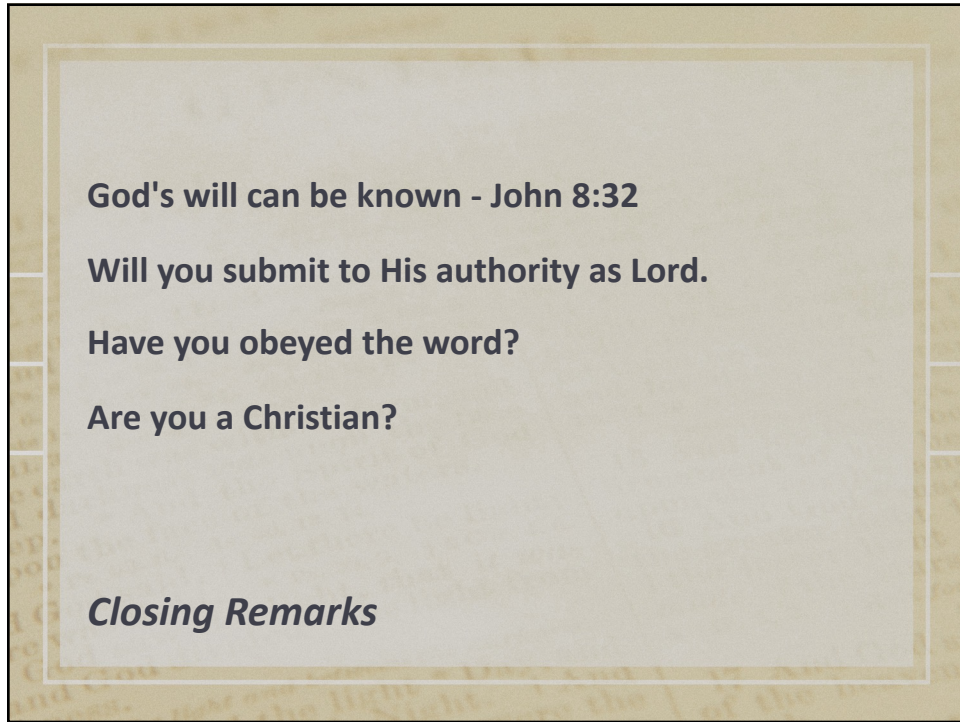 God's will can be known - John 8:32
Will you submit to His authority as Lord.
Have you obeyed the word?
Are you a Christian?
Closing Remarks